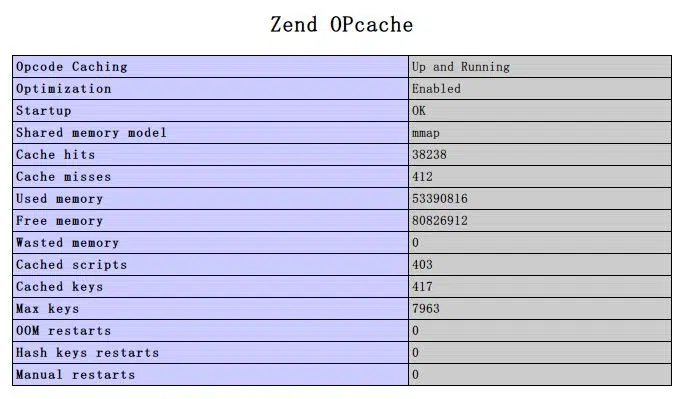 Zend OPcache
Opcode Caching Up and Running
Optimization Enabled
Startup OK
Shared memory model mmap
Cache hits 38238
Cache misses 412
Used memory 53390816
Free memory 80826912
Wasted memory 0
Cached scripts 403
Cached keys 417
Max keys 7963
OOM restarts 0
Hash keys restarts 0
Manual restarts 0